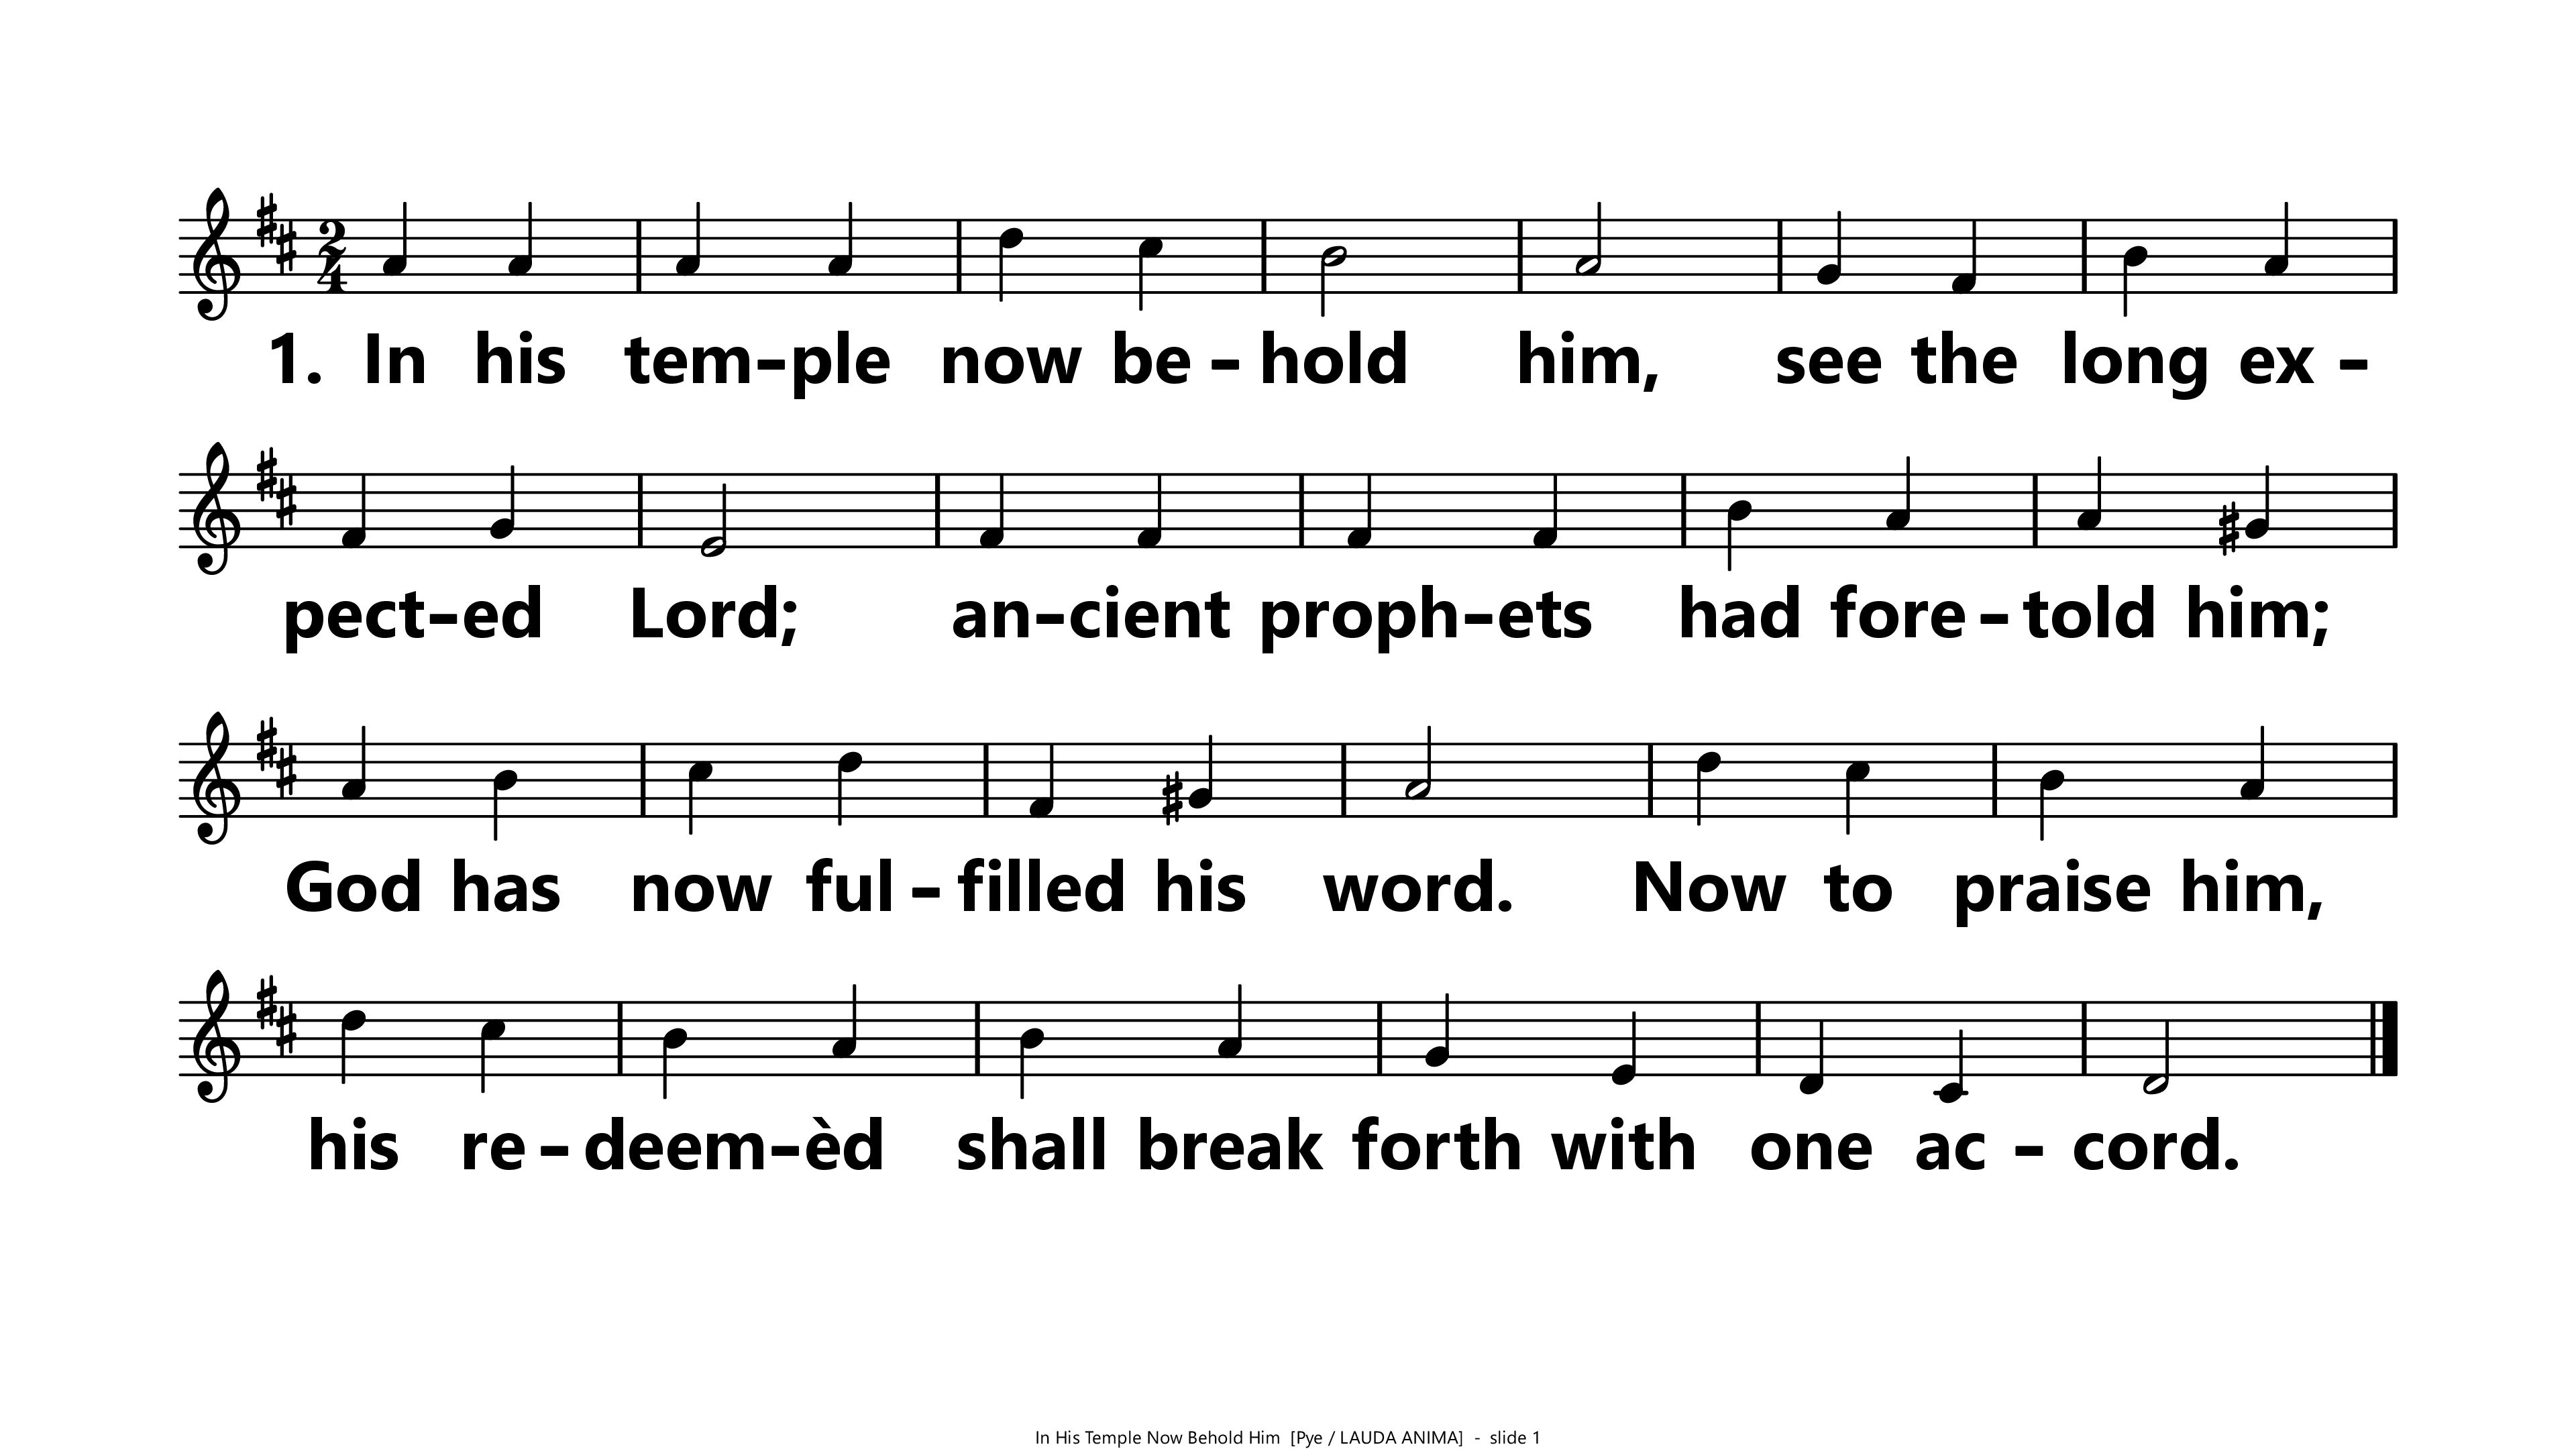 1. In his tem-ple now be-hold him, see the long ex-
pect-ed Lord; an-cient proph-ets had fore-told him;
God has now ful-filled his word. Now to praise him,
his re-deem-èd shall break forth with one ac-cord.
In His Temple Now Behold Him [Pye / LAUDA ANIMA] - slide 1